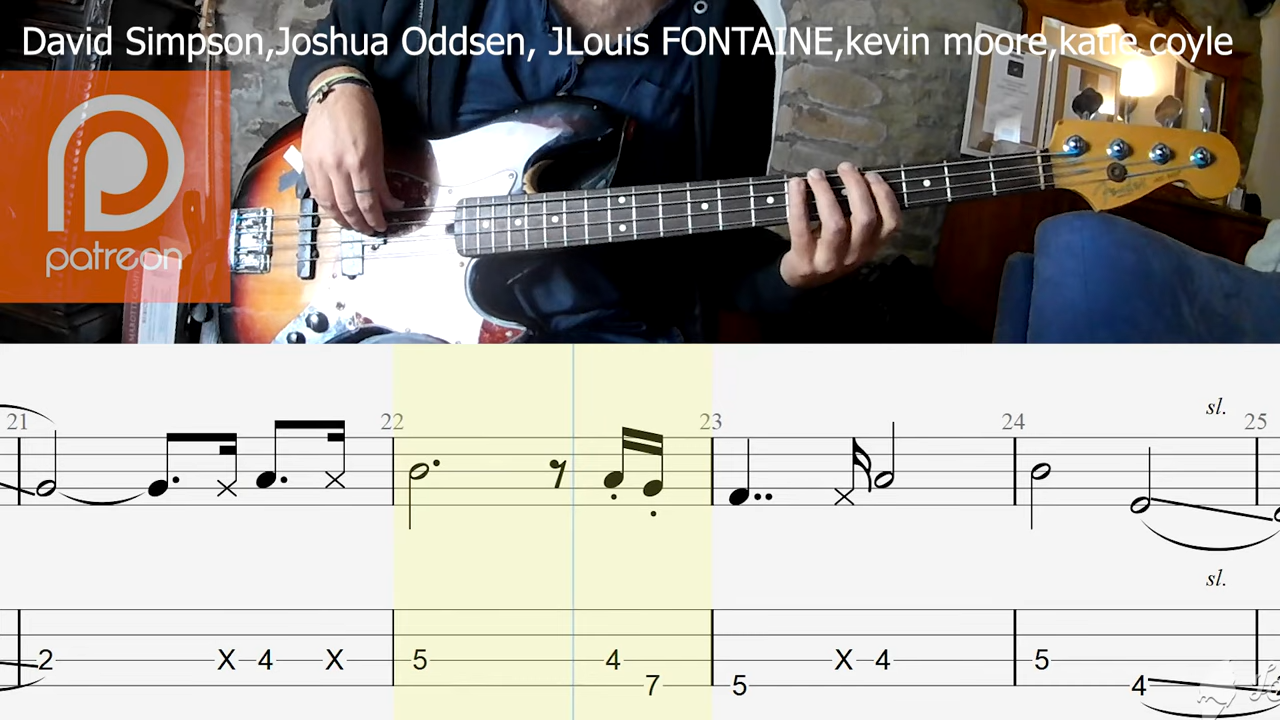 David Simpson,Joshua Oddsen, JLouis FONTAINE,kevin moore,katie coyle
patreon
21 22 23 24 25
sl.
sl.
2 X 4 X 5 4 X 4 5
7 5 4